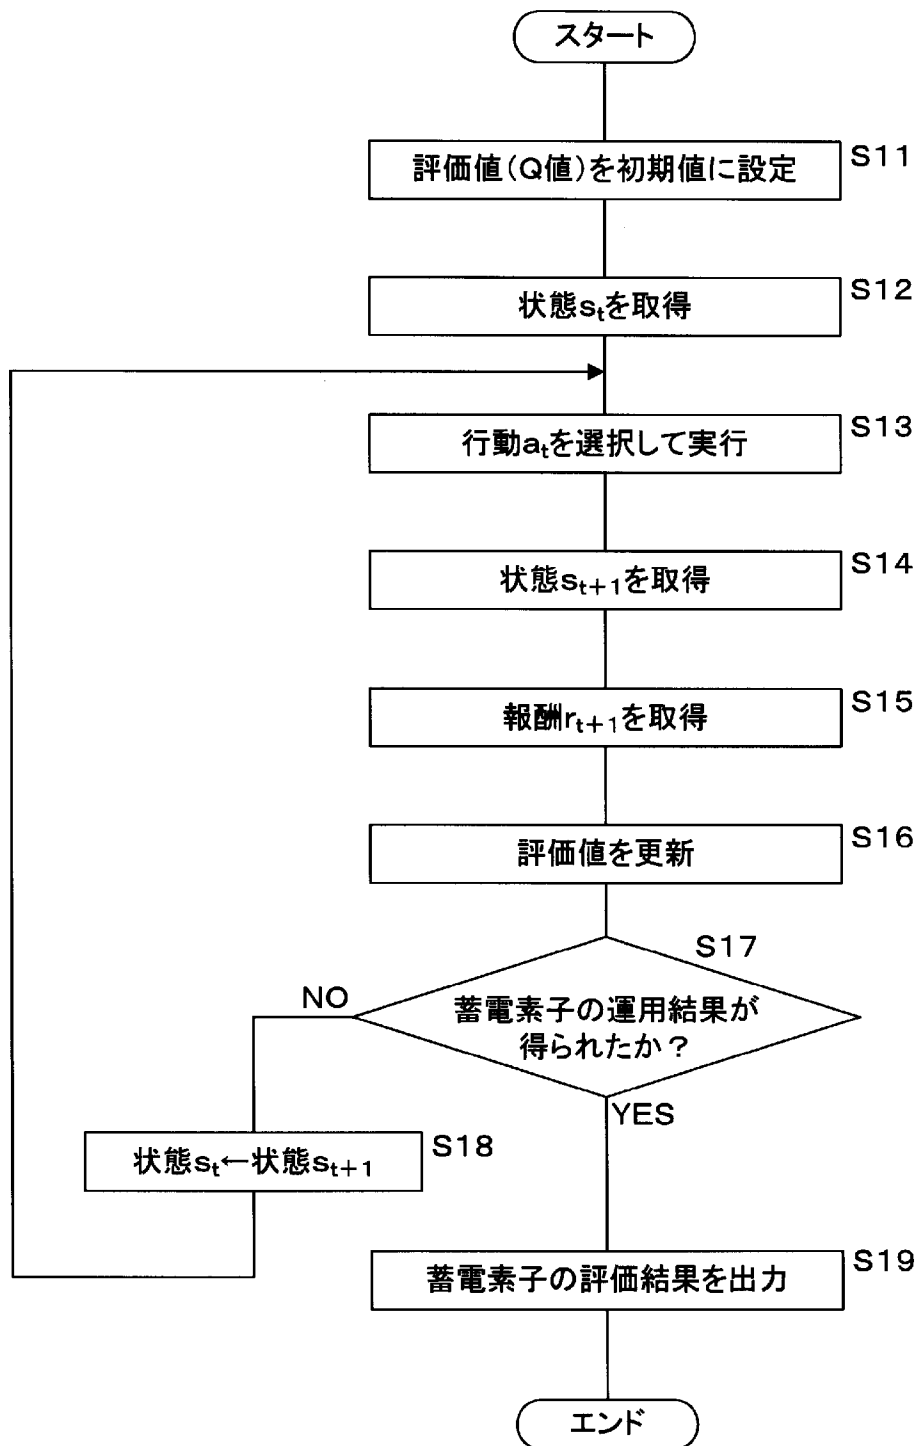 スタート
S11
評価値(Q値)を初期値に設定
S12
状態stを取得
S13
行動atを選択して実行
S14
状態st+1を取得
S15
報酬rt+1を取得
S16
評価値を更新
S17
NO
蓄電素子の運用結果が
得られたか?
YES
状態st←状態st+1
S18
S19
蓄電素子の評価結果を出力
エンド